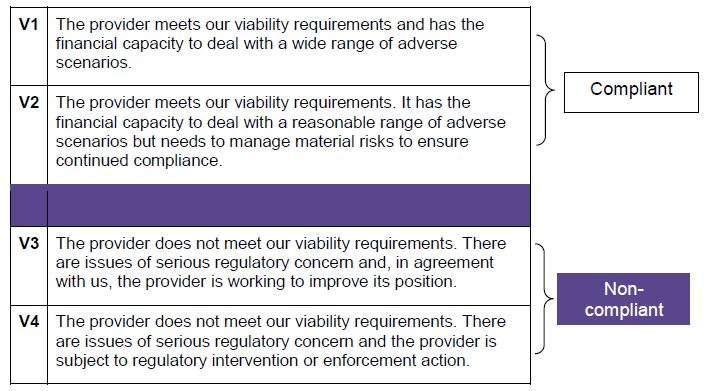 V1 The provider meets our viability requirements and has the
financial capacity to deal with a wide range of adverse
scenarios.
Compliant
V2 The provider meets our viability requirements. It has the
financial capacity to deal with a reasonable range of adverse
scenarios but needs to manage material risks to ensure
continued compliance.
V3 The provider does not meet our viability requirements. There
are issues of serious regulatory concern and, in agreement
with us, the provider is working to improve its position.
Non-
compliant
V4 The provider does not meet our viability requirements. There
are issues of serious regulatory concern and the provider is
subject to regulatory intervention or enforcement action.